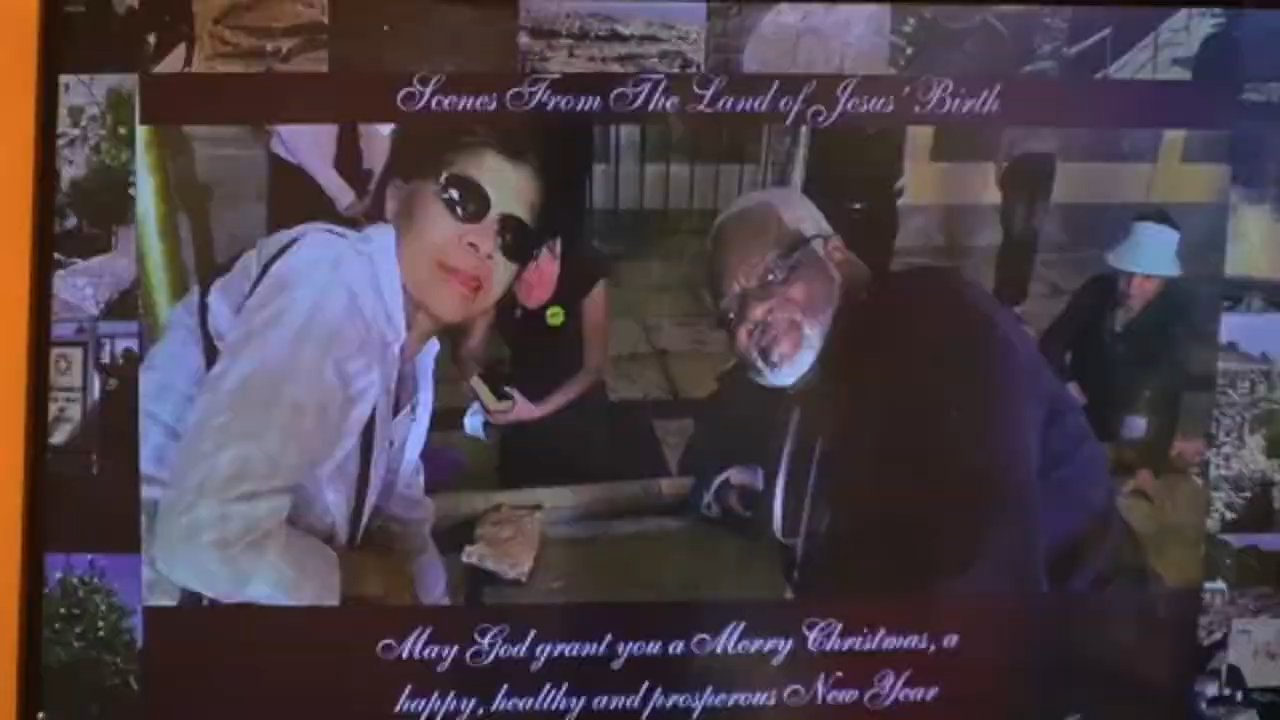 Scenes From The Land of Jesus' Birth
May God grant you a Merry Christmas, a
happy, healthy and prosperous New Year